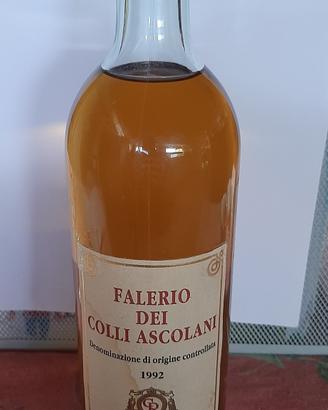 FALERIO
DEI
COLLI ASCOLANI
Denominazione di origine controllata
1992